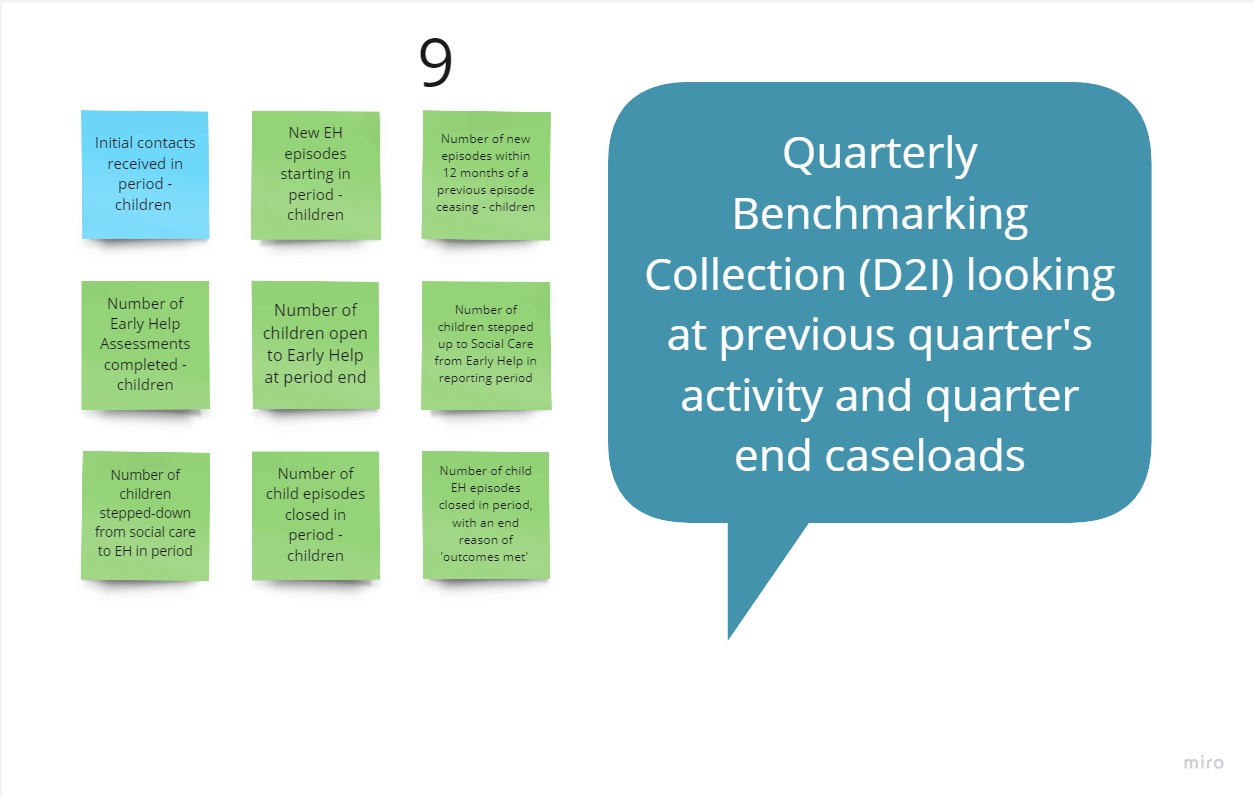 9
Initial contacts
received in
period -
children
New EH
episodes
starting in
period -
children
Number of new
episodes within
12 months of a
previous episode
ceasing - children
Number of
Early Help
Assessments
completed -
children
Number of
children open
to Early Help
at period end
Number of
children stepped
up to Social Care
from Early Help in
reporting period
Number of
children
stepped-down
from social care
to EH in period
Number of
child episodes
closed in
period -
children
Number of child
EH episodes
closed in period,
with an end
reason of
'outcomes met'
Quarterly
Benchmarking
Collection (D2I) looking
at previous quarter's
activity and quarter
end caseloads
miro